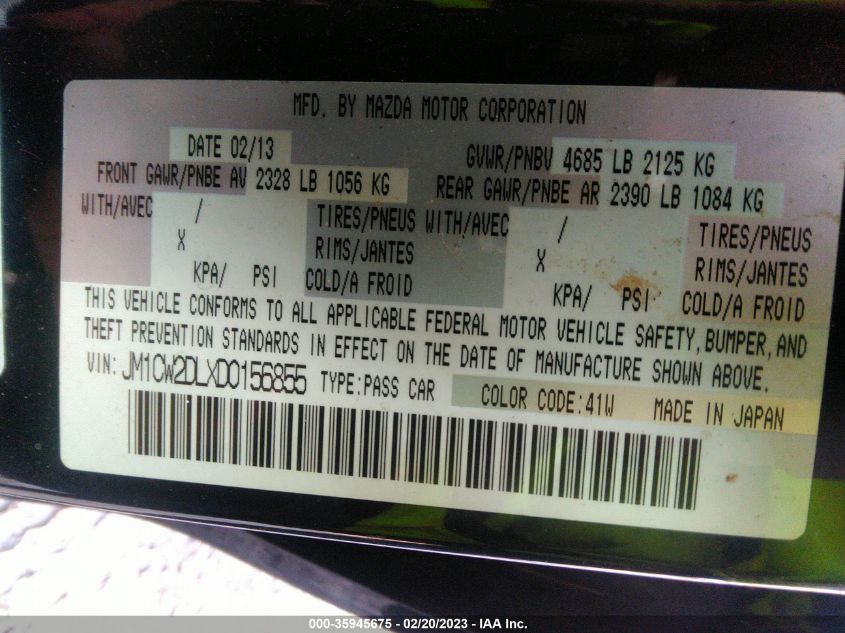 MFD. BY MAZDA MOTOR CORPORATION
DATE 02/13 GVWR/PNBV 4685 LB 2125 KG
FRONT GAWR/PNBE AV 2328 LB 1056 KG REAR GAWR/PNBE AR 2390 LB 1084 KG
WITH/AVEC / TIRES/PNEUS WITH/AVEC / TIRES/PNEUS
X RIMS/JANTES X RIMS/JANTES
KPA/ PSI COLD/A FROID KPA/ PSI COLD/A FROID
THIS VEHICLE CONFORMS TO ALL APPLICABLE FEDERAL MOTOR VEHICLE SAFETY, BUMPER, AND
THEFT PREVENTION STANDARDS IN EFFECT ON THE DATE OF MANUFACTURE SHOWN ABOVE.
VIN: JM1CW2DLXD0156855 TYPE:PASS CAR COLOR CODE:41W MADE IN JAPAN
000-35945675 - 02/20/2023 - IAA Inc.